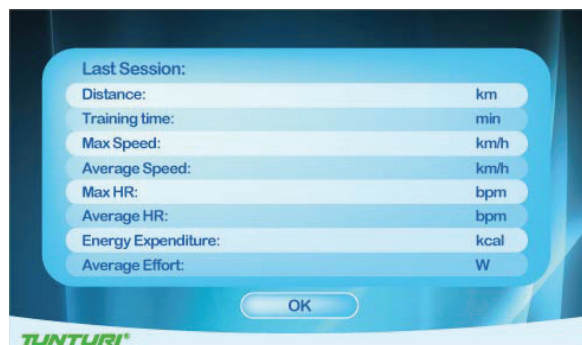 Last Session:
Distance: km
Training time: min
Max Speed: km/h
Average Speed: km/h
Max HR: bpm
Average HR: bpm
Energy Expenditure: kcal
Average Effort: W
OK
TUNTURI®